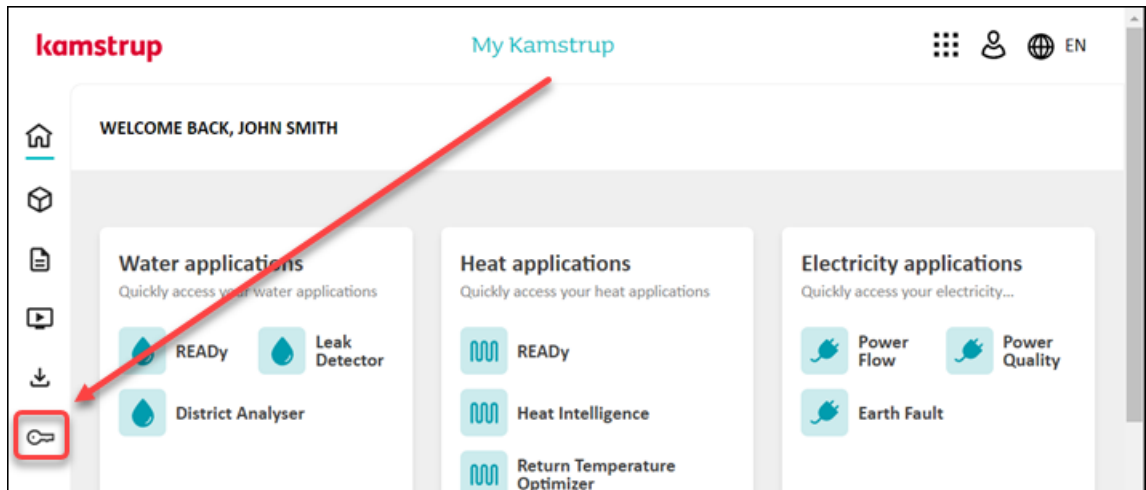 kamstrup
My Kamstrup
EN
WELCOME BACK, JOHN SMITH
Water applications
Quickly access your water applications
READy
Leak
Detector
District Analyser
Heat applications
Quickly access your heat applications
READy
Heat Intelligence
Return Temperature
Optimizer
Electricity applications
Quickly access your electricity...
Power
Flow
Power
Quality
Earth Fault